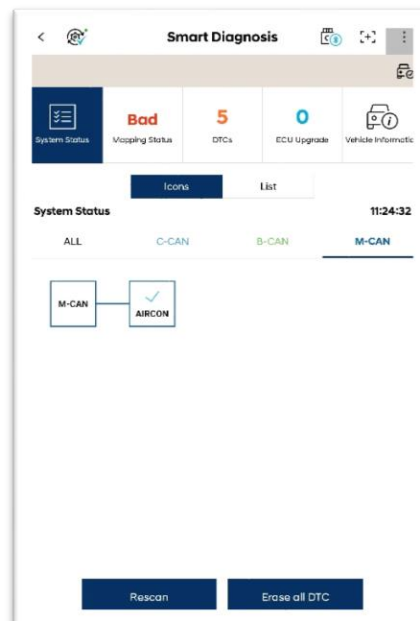 Smart Diagnosis
Bad
5
0
System Status
Mapping Status
DTCs
ECU Upgrade
Vehicle Informatic
Icons
List
System Status
11:24:32
ALL
C-CAN
B-CAN
M-CAN
M-CAN
AIRCON
Rescan
Erase all DTC